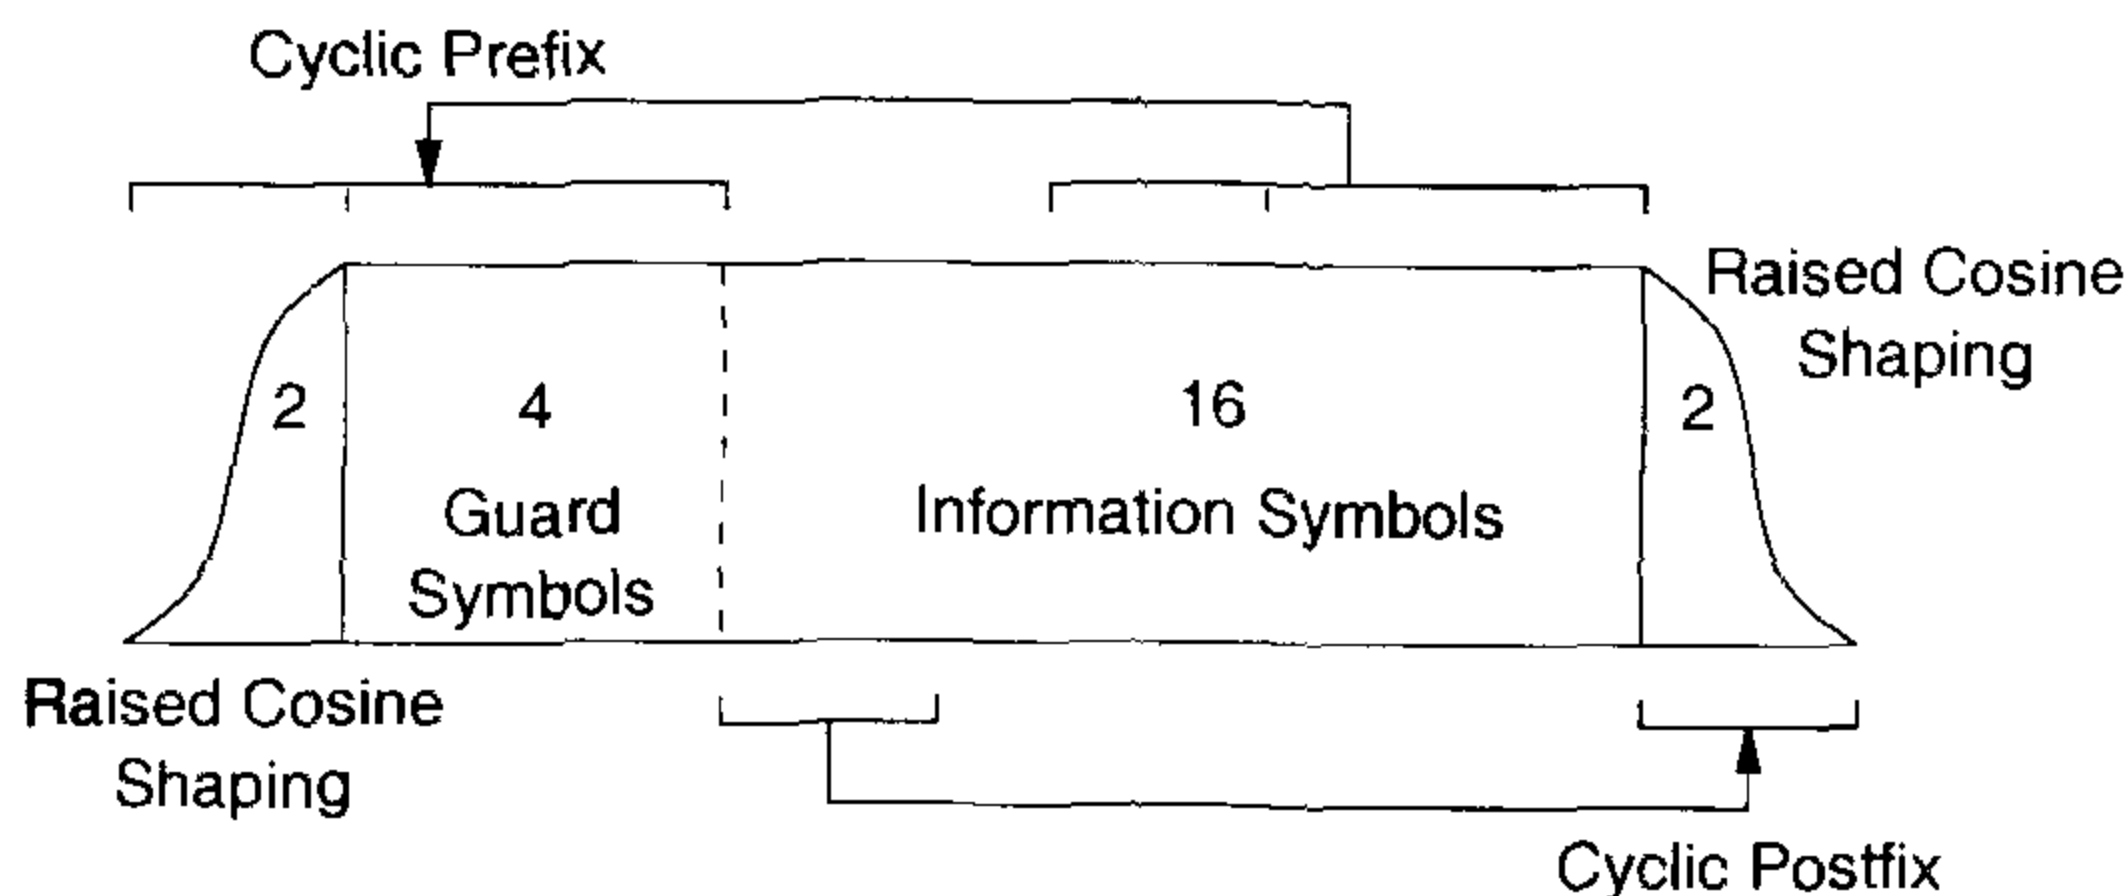 Cyclic Prefix
Raised Cosine
Shaping
2
4
16
2
Guard
Symbols
Information Symbols
Raised Cosine
Shaping
Cyclic Postfix